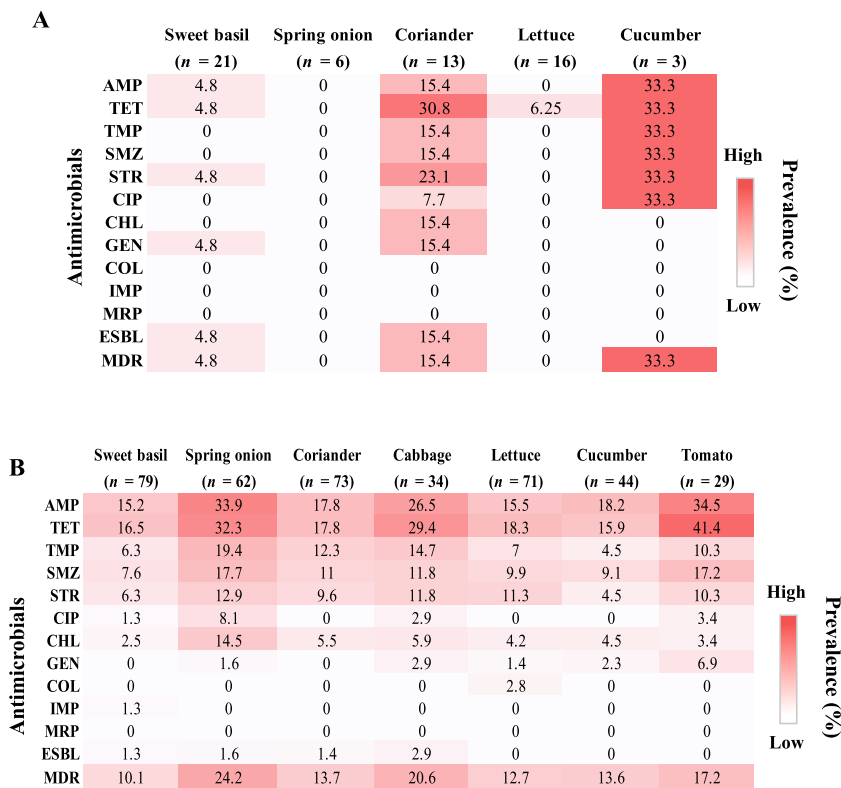 A
Sweet basil Spring onion Coriander Lettuce Cucumber
(n = 21) (n = 6) (n = 13) (n = 16) (n = 3)
AMP 4.8 0 15.4 0 33.3
TET 4.8 0 30.8 6.25 33.3
TMP 0 0 15.4 0 33.3
SMZ 0 0 15.4 0 33.3
STR 4.8 0 23.1 0 33.3
CIP 0 0 7.7 0 33.3
CHL 0 0 15.4 0 0
GEN 4.8 0 15.4 0 0
COL 0 0 0 0 0
IMP 0 0 0 0 0
MRP 0 0 0 0 0
ESBL 4.8 0 15.4 0 0
MDR 4.8 0 15.4 0 33.3
Antimicrobials
High
Low
Prevalence (%)
B
Sweet basil Spring onion Coriander Cabbage Lettuce Cucumber Tomato
(n = 79) (n = 62) (n = 73) (n = 34) (n = 71) (n = 44) (n = 29)
AMP 15.2 33.9 17.8 26.5 15.5 18.2 34.5
TET 16.5 32.3 17.8 29.4 18.3 15.9 41.4
TMP 6.3 19.4 12.3 14.7 7 4.5 10.3
SMZ 7.6 17.7 11 11.8 9.9 9.1 17.2
STR 6.3 12.9 9.6 11.8 11.3 4.5 10.3
CIP 1.3 8.1 0 2.9 0 0 3.4
CHL 2.5 14.5 5.5 5.9 4.2 4.5 3.4
GEN 0 1.6 0 2.9 1.4 2.3 6.9
COL 0 0 0 0 2.8 0 0
IMP 1.3 0 0 0 0 0 0
MRP 0 0 0 0 0 0 0
ESBL 1.3 1.6 1.4 2.9 0 0 0
MDR 10.1 24.2 13.7 20.6 12.7 13.6 17.2
Antimicrobials
High
Low
Prevalence (%)